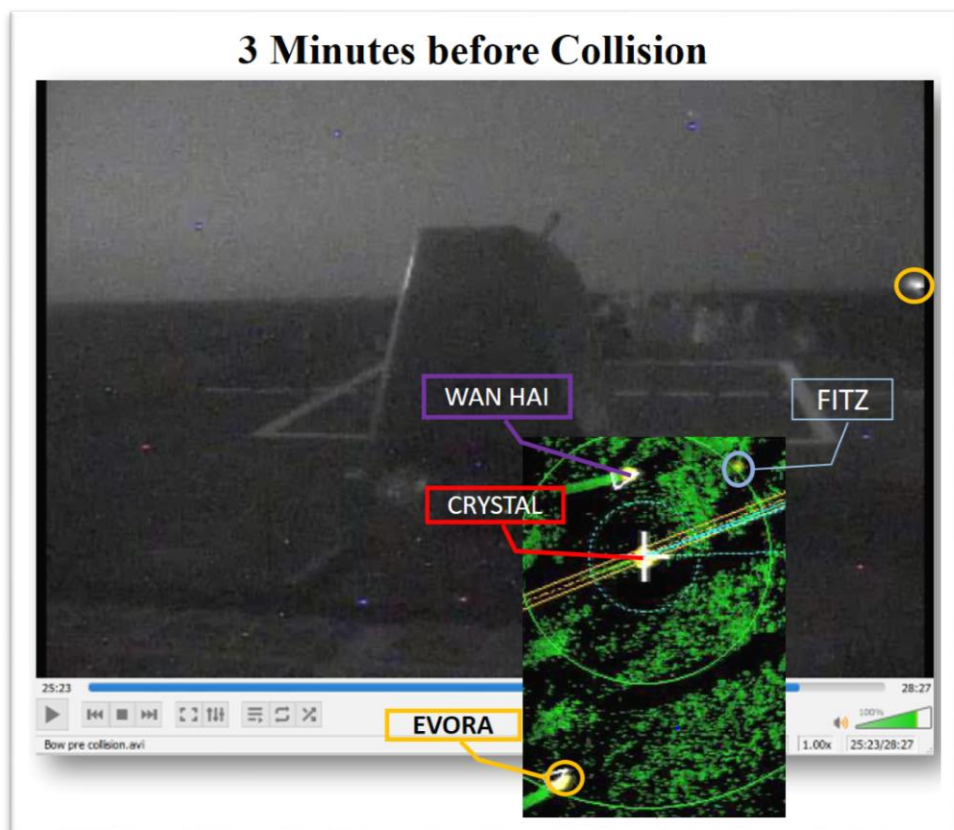 3 Minutes before Collision
WAN HAI
FITZ
CRYSTAL
25:23
28:27
EVORA
100%
Bow pre collision.avi
1.00x
25:23/28:27